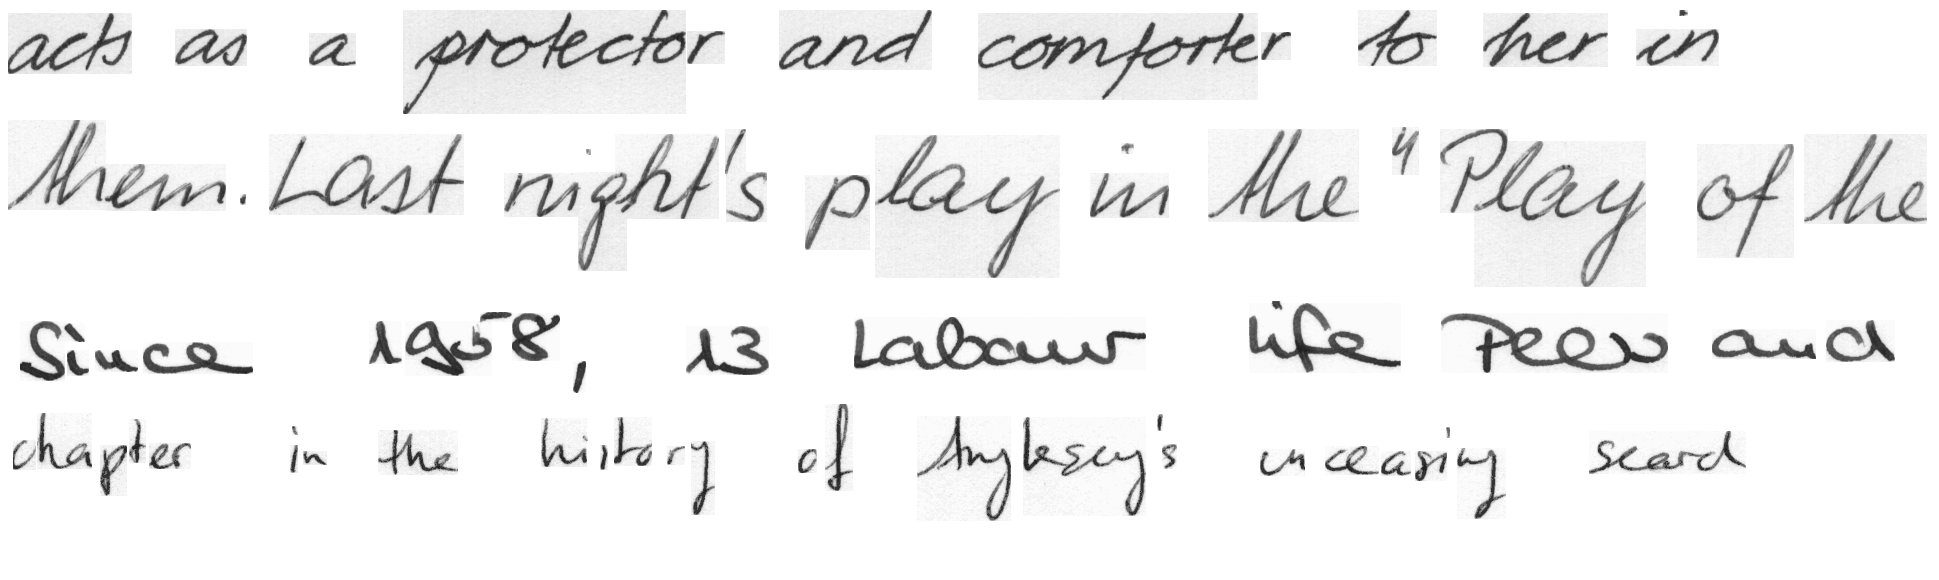 acts as a protector and comforter to her in
them. Last night's play in the "Play of the
Since 1958, 13 Labour Life Peers and
chapter in the history of Anglesey's unceasing search